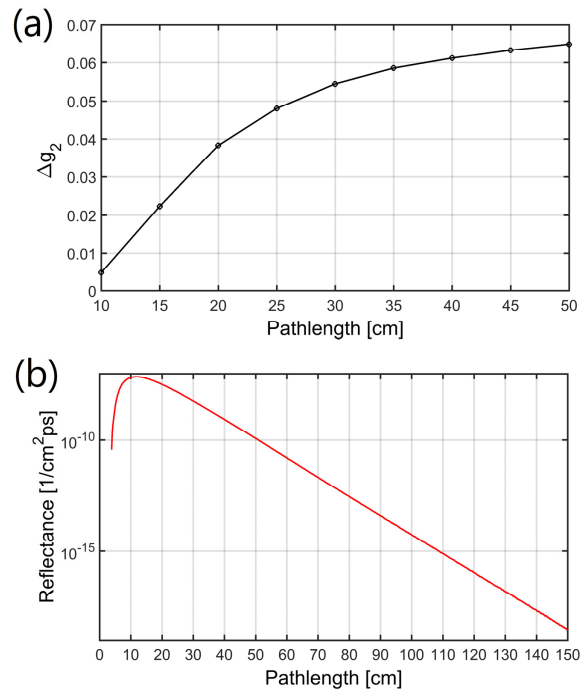 (a)
0.07
0.06
0.05
0.04
0.03
0.02
0.01
0
Δg₂
10 15 20 25 30 35 40 45 50
Pathlength [cm]
(b)
10⁻¹⁰
10⁻¹⁵
Reflectance [1/cm²ps]
0 10 20 30 40 50 60 70 80 90 100 110 120 130 140 150
Pathlength [cm]